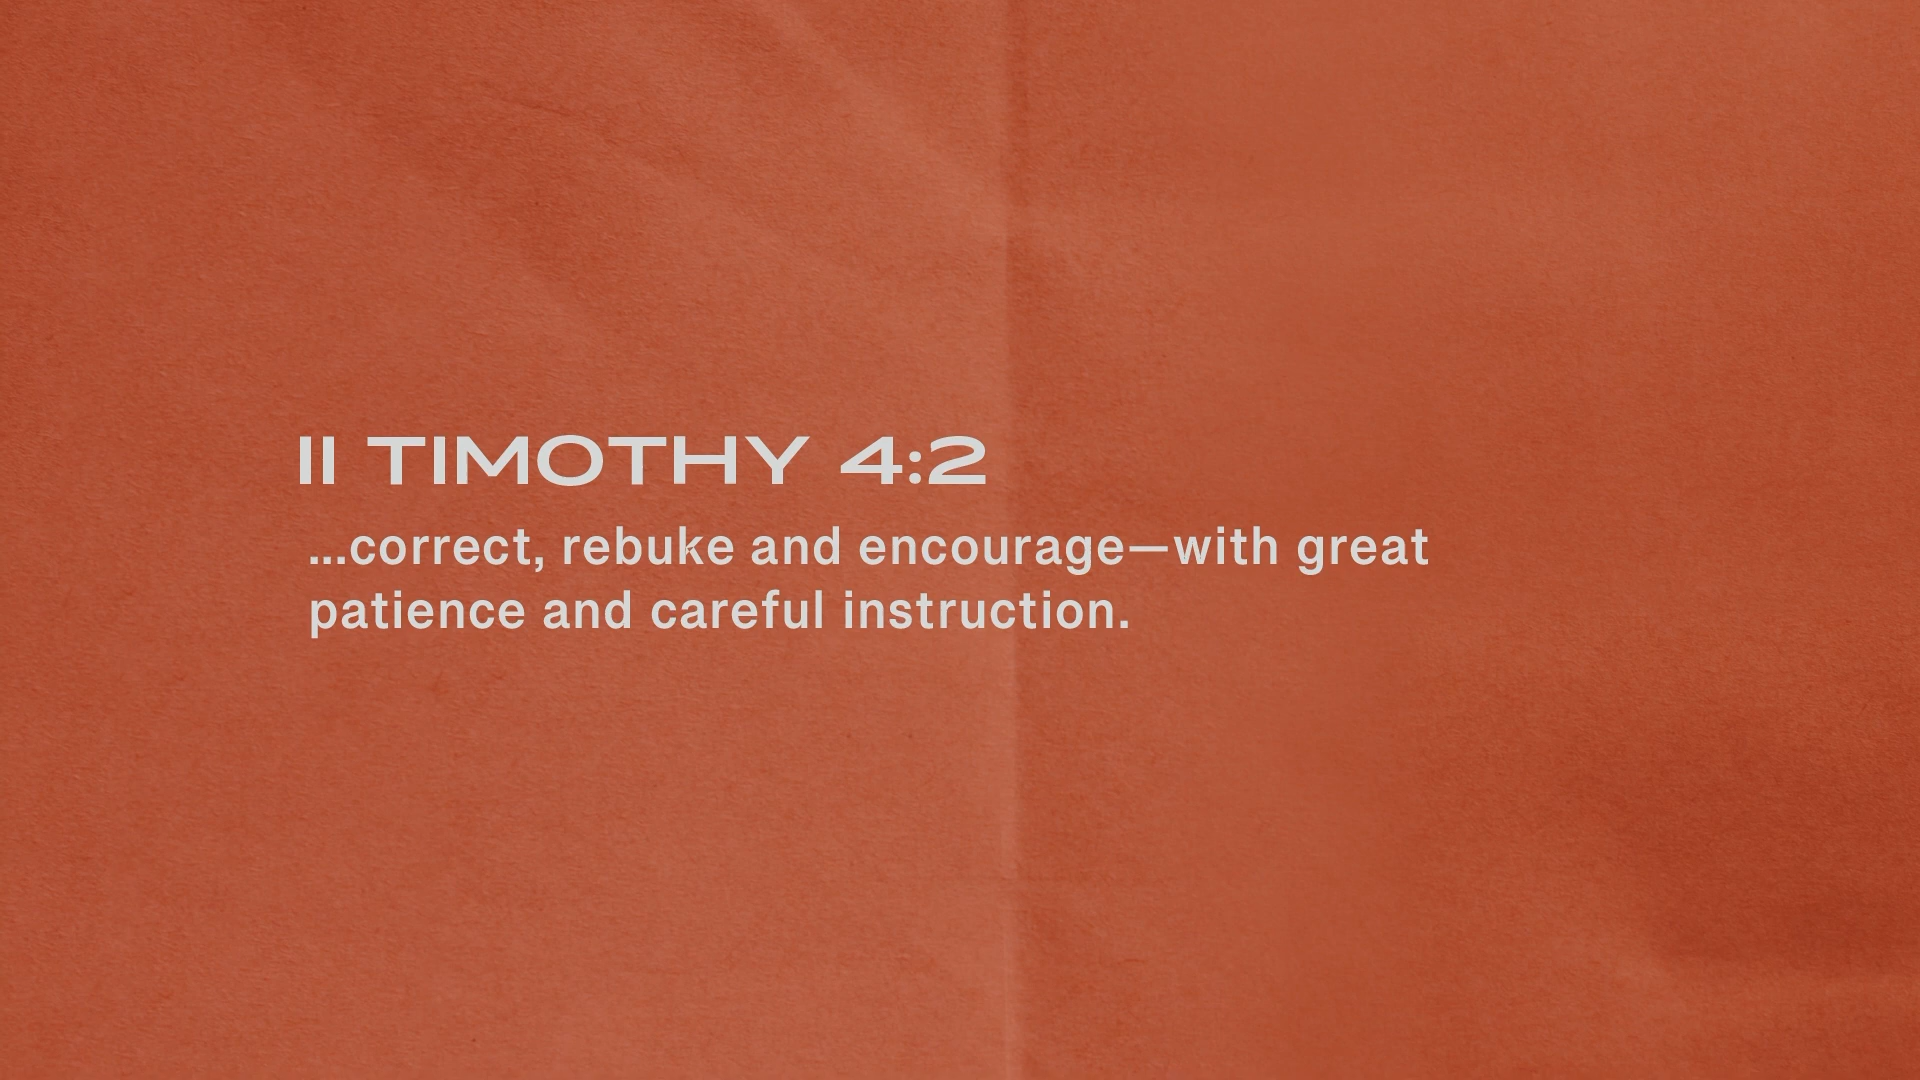 II TIMOTHY 4:2
...correct, rebuke and encourage—with great
patience and careful instruction.